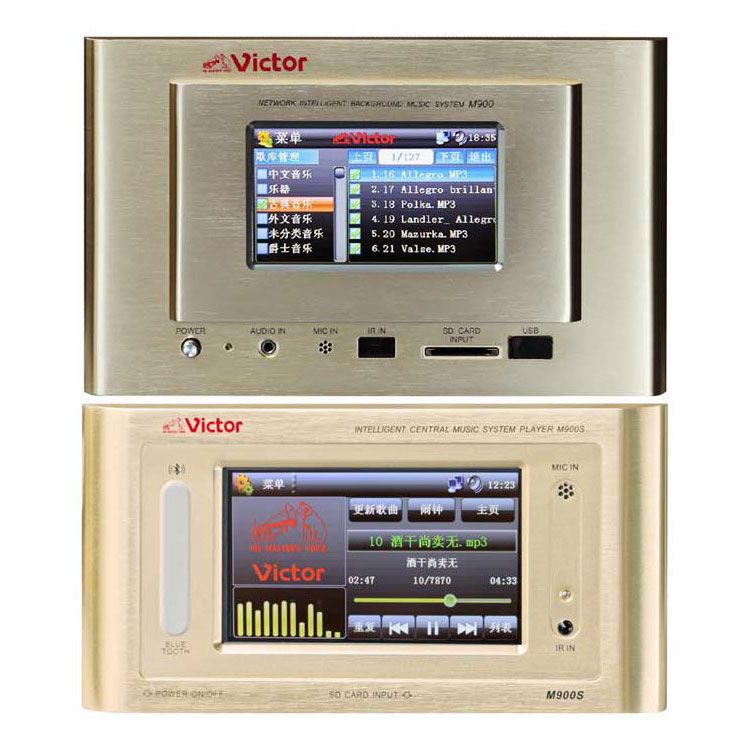 Victor
NETWORK INTELLIGENT BACKGROUND MUSIC SYSTEM M900
菜单 Victor 18:35
歌库管理 上页 1/127 下页 退出
中文音乐 1.16 Allegro.MP3
乐器 2.17 Allegro brillan
古典音乐 3.18 Polka.MP3
外文音乐 4.19 Landler_ Allegr
未分类音乐 5.20 Mazurka.MP3
爵士音乐 6.21 Valse.MP3
POWER AUDIO IN MIC IN IR IN SD CARD INPUT USB
Victor
INTELLIGENT CENTRAL MUSIC SYSTEM PLAYER M900S
MIC IN
菜单 12:23
更新歌曲 闹钟 主页
10 酒干尚卖无.mp3
HIS MASTER'S VOICE
酒干尚卖无
Victor
02:47 10/7870 04:33
重复 列表
BLUE TOOTH
IR IN
POWER ON/OFF SD CARD INPUT M900S